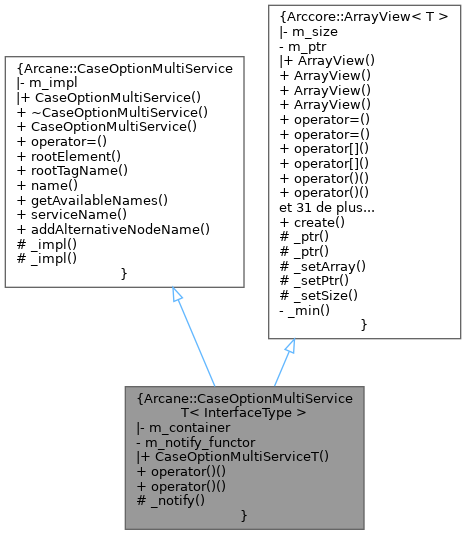 {Arcane::CaseOptionMultiService
|- m_impl
|+ CaseOptionMultiService()
+ ~CaseOptionMultiService()
+ CaseOptionMultiService()
+ operator=()
+ rootElement()
+ rootTagName()
+ name()
+ getAvailableNames()
+ serviceName()
+ addAlternativeNodeName()
# _impl()
# _impl()
}
{Arccore::ArrayView< T >
|- m_size
- m_ptr
|+ ArrayView()
+ ArrayView()
+ ArrayView()
+ ArrayView()
+ operator=()
+ operator=()
+ operator[]()
+ operator[]()
+ operator()()
+ operator()()
et 31 de plus...
+ create()
# _ptr()
# _ptr()
# _setArray()
# _setPtr()
# _setSize()
- _min()
}
{Arcane::CaseOptionMultiService
T< InterfaceType >
|- m_container
- m_notify_functor
|+ CaseOptionMultiServiceT()
+ operator()()
+ operator()()
# _notify()
}